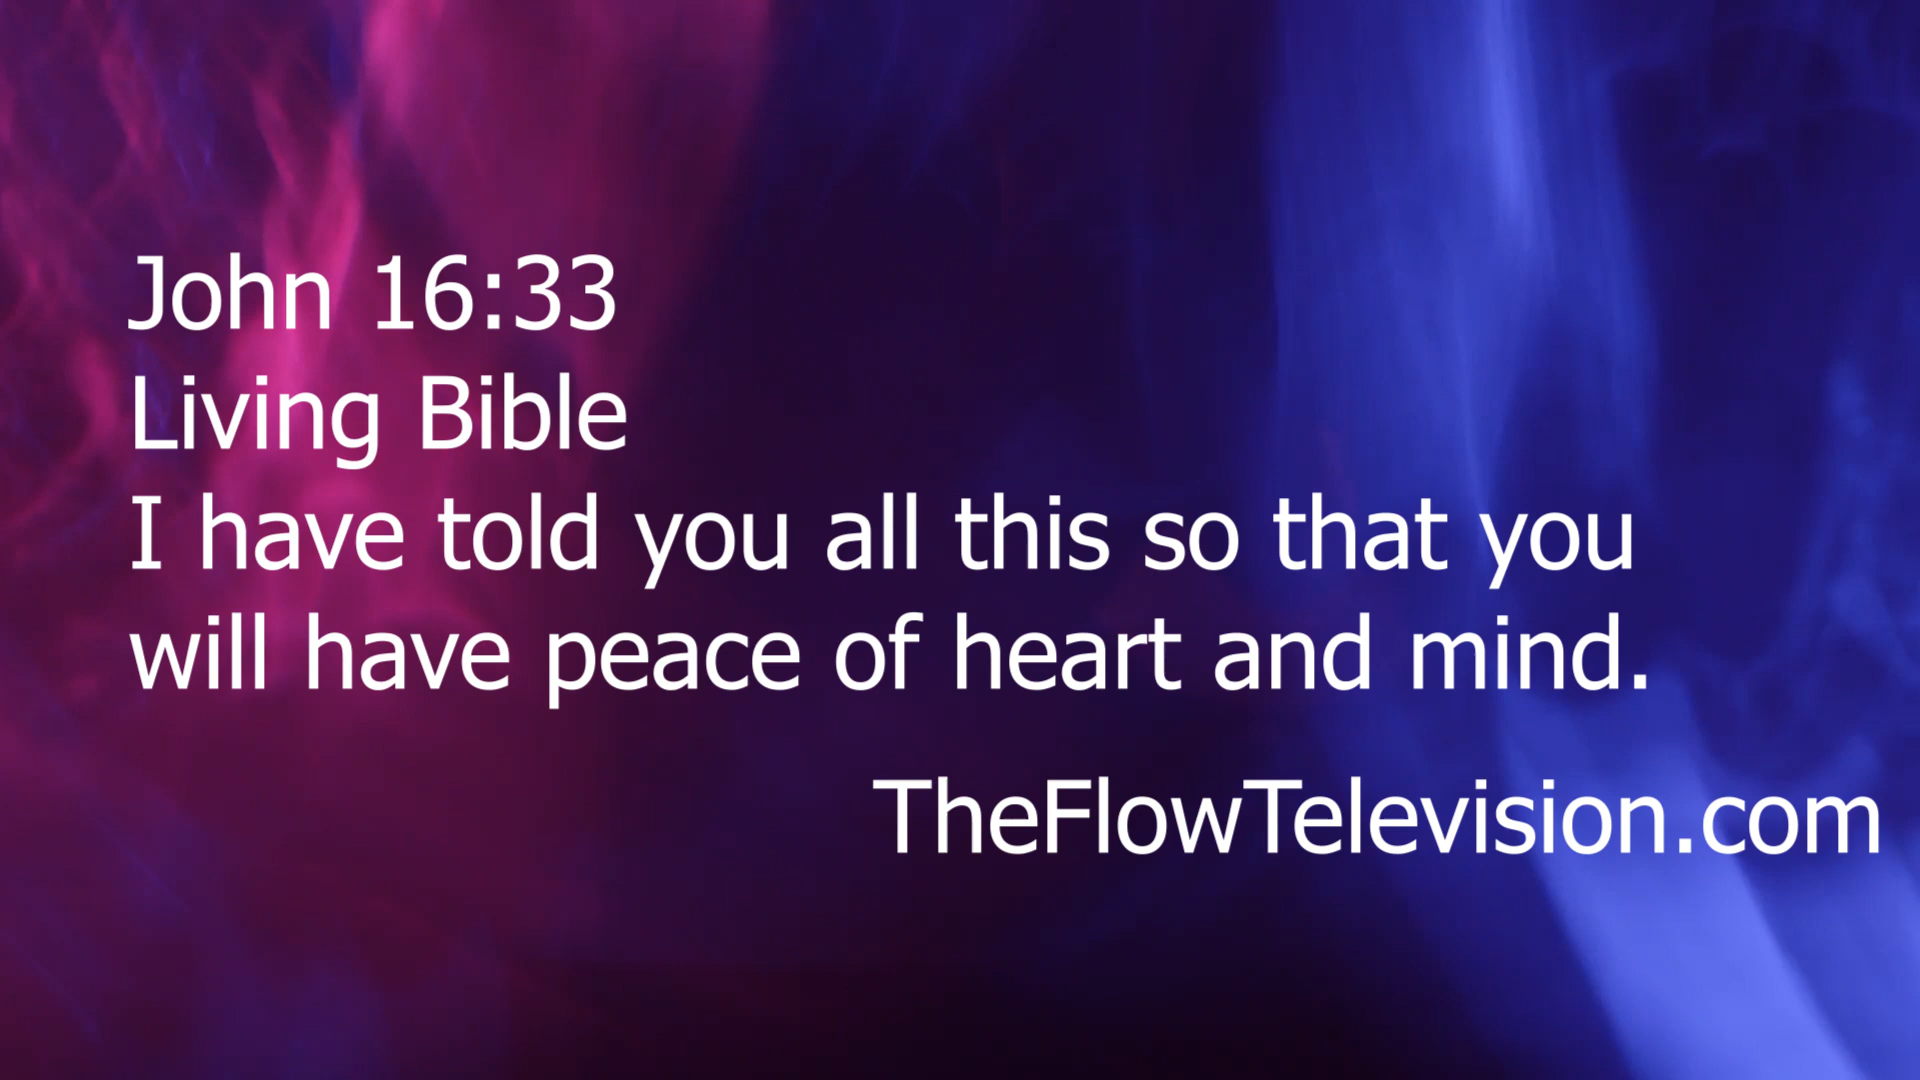 John 16:33
Living Bible
I have told you all this so that you
will have peace of heart and mind.
TheFlowTelevision.com